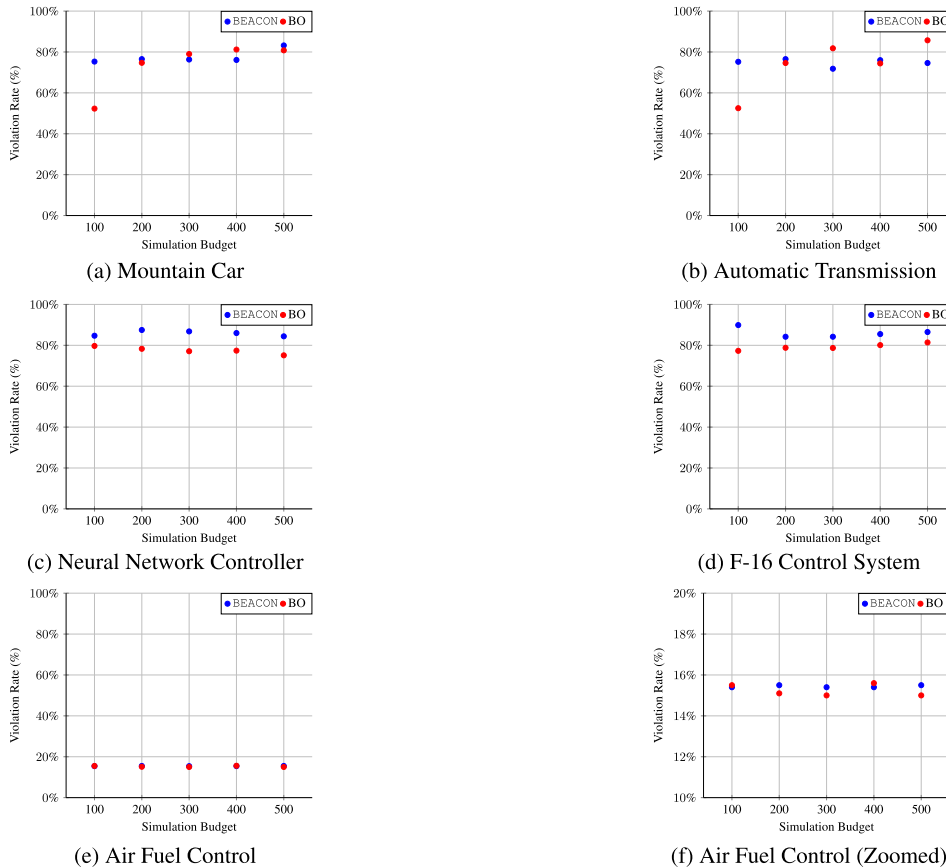 100%
80%
60%
40%
20%
0%
Violation Rate (%)
BEACON BO
100 200 300 400 500
Simulation Budget
(a) Mountain Car
100%
80%
60%
40%
20%
0%
Violation Rate (%)
BEACON BO
100 200 300 400 500
Simulation Budget
(b) Automatic Transmission
100%
80%
60%
40%
20%
0%
Violation Rate (%)
BEACON BO
100 200 300 400 500
Simulation Budget
(c) Neural Network Controller
100%
80%
60%
40%
20%
0%
Violation Rate (%)
BEACON BO
100 200 300 400 500
Simulation Budget
(d) F-16 Control System
100%
80%
60%
40%
20%
0%
Violation Rate (%)
BEACON BO
100 200 300 400 500
Simulation Budget
(e) Air Fuel Control
20%
18%
16%
14%
12%
10%
Violation Rate (%)
BEACON BO
100 200 300 400 500
Simulation Budget
(f) Air Fuel Control (Zoomed)